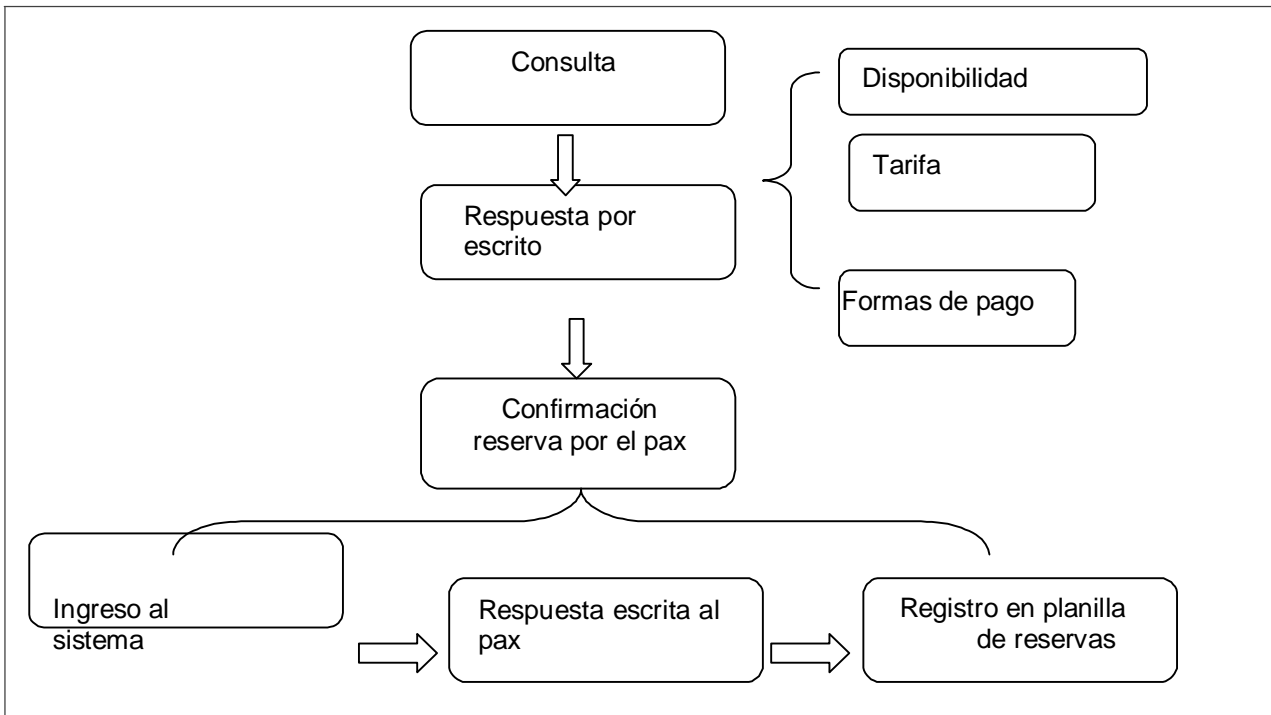 Consulta
Disponibilidad
Tarifa
Respuesta por
escrito
Formas de pago
Confirmación
reserva por el pax
Ingreso al
sistema
Respuesta escrita al
pax
Registro en planilla
de reservas